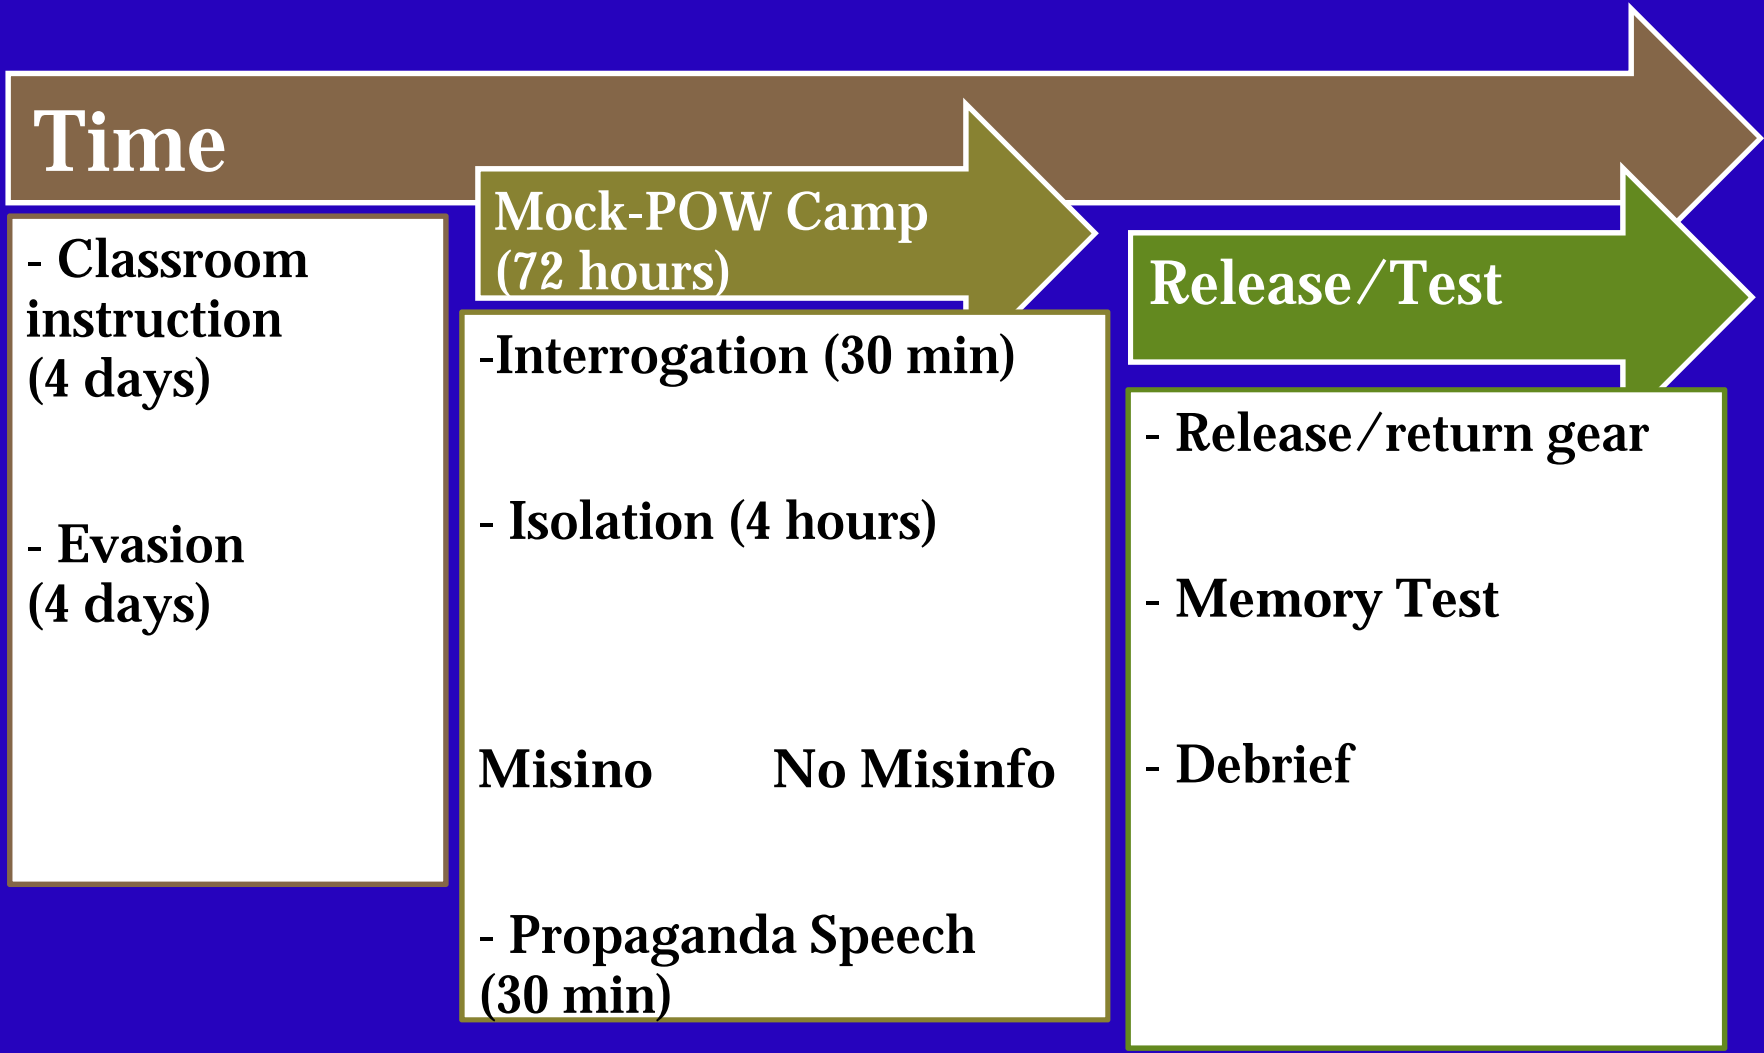 Time
- Classroom
instruction
(4 days)
- Evasion
(4 days)
Mock-POW Camp
(72 hours)
-Interrogation (30 min)
- Isolation (4 hours)
Misino No Misinfo
- Propaganda Speech
(30 min)
Release/Test
- Release/return gear
- Memory Test
- Debrief